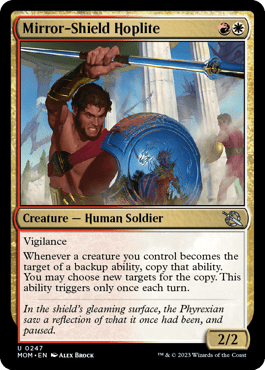 Mirror-Shield Hoplite
Creature — Human Soldier
Vigilance
Whenever a creature you control becomes the
target of a backup ability, copy that ability.
You may choose new targets for the copy. This
ability triggers only once each turn.
In the shield's gleaming surface, the Phyrexian
saw a reflection of what it once had been, and
paused.
2/2
U 0247
MOM • EN ALEX BROCK
™ & © 2023 Wizards of the Coast